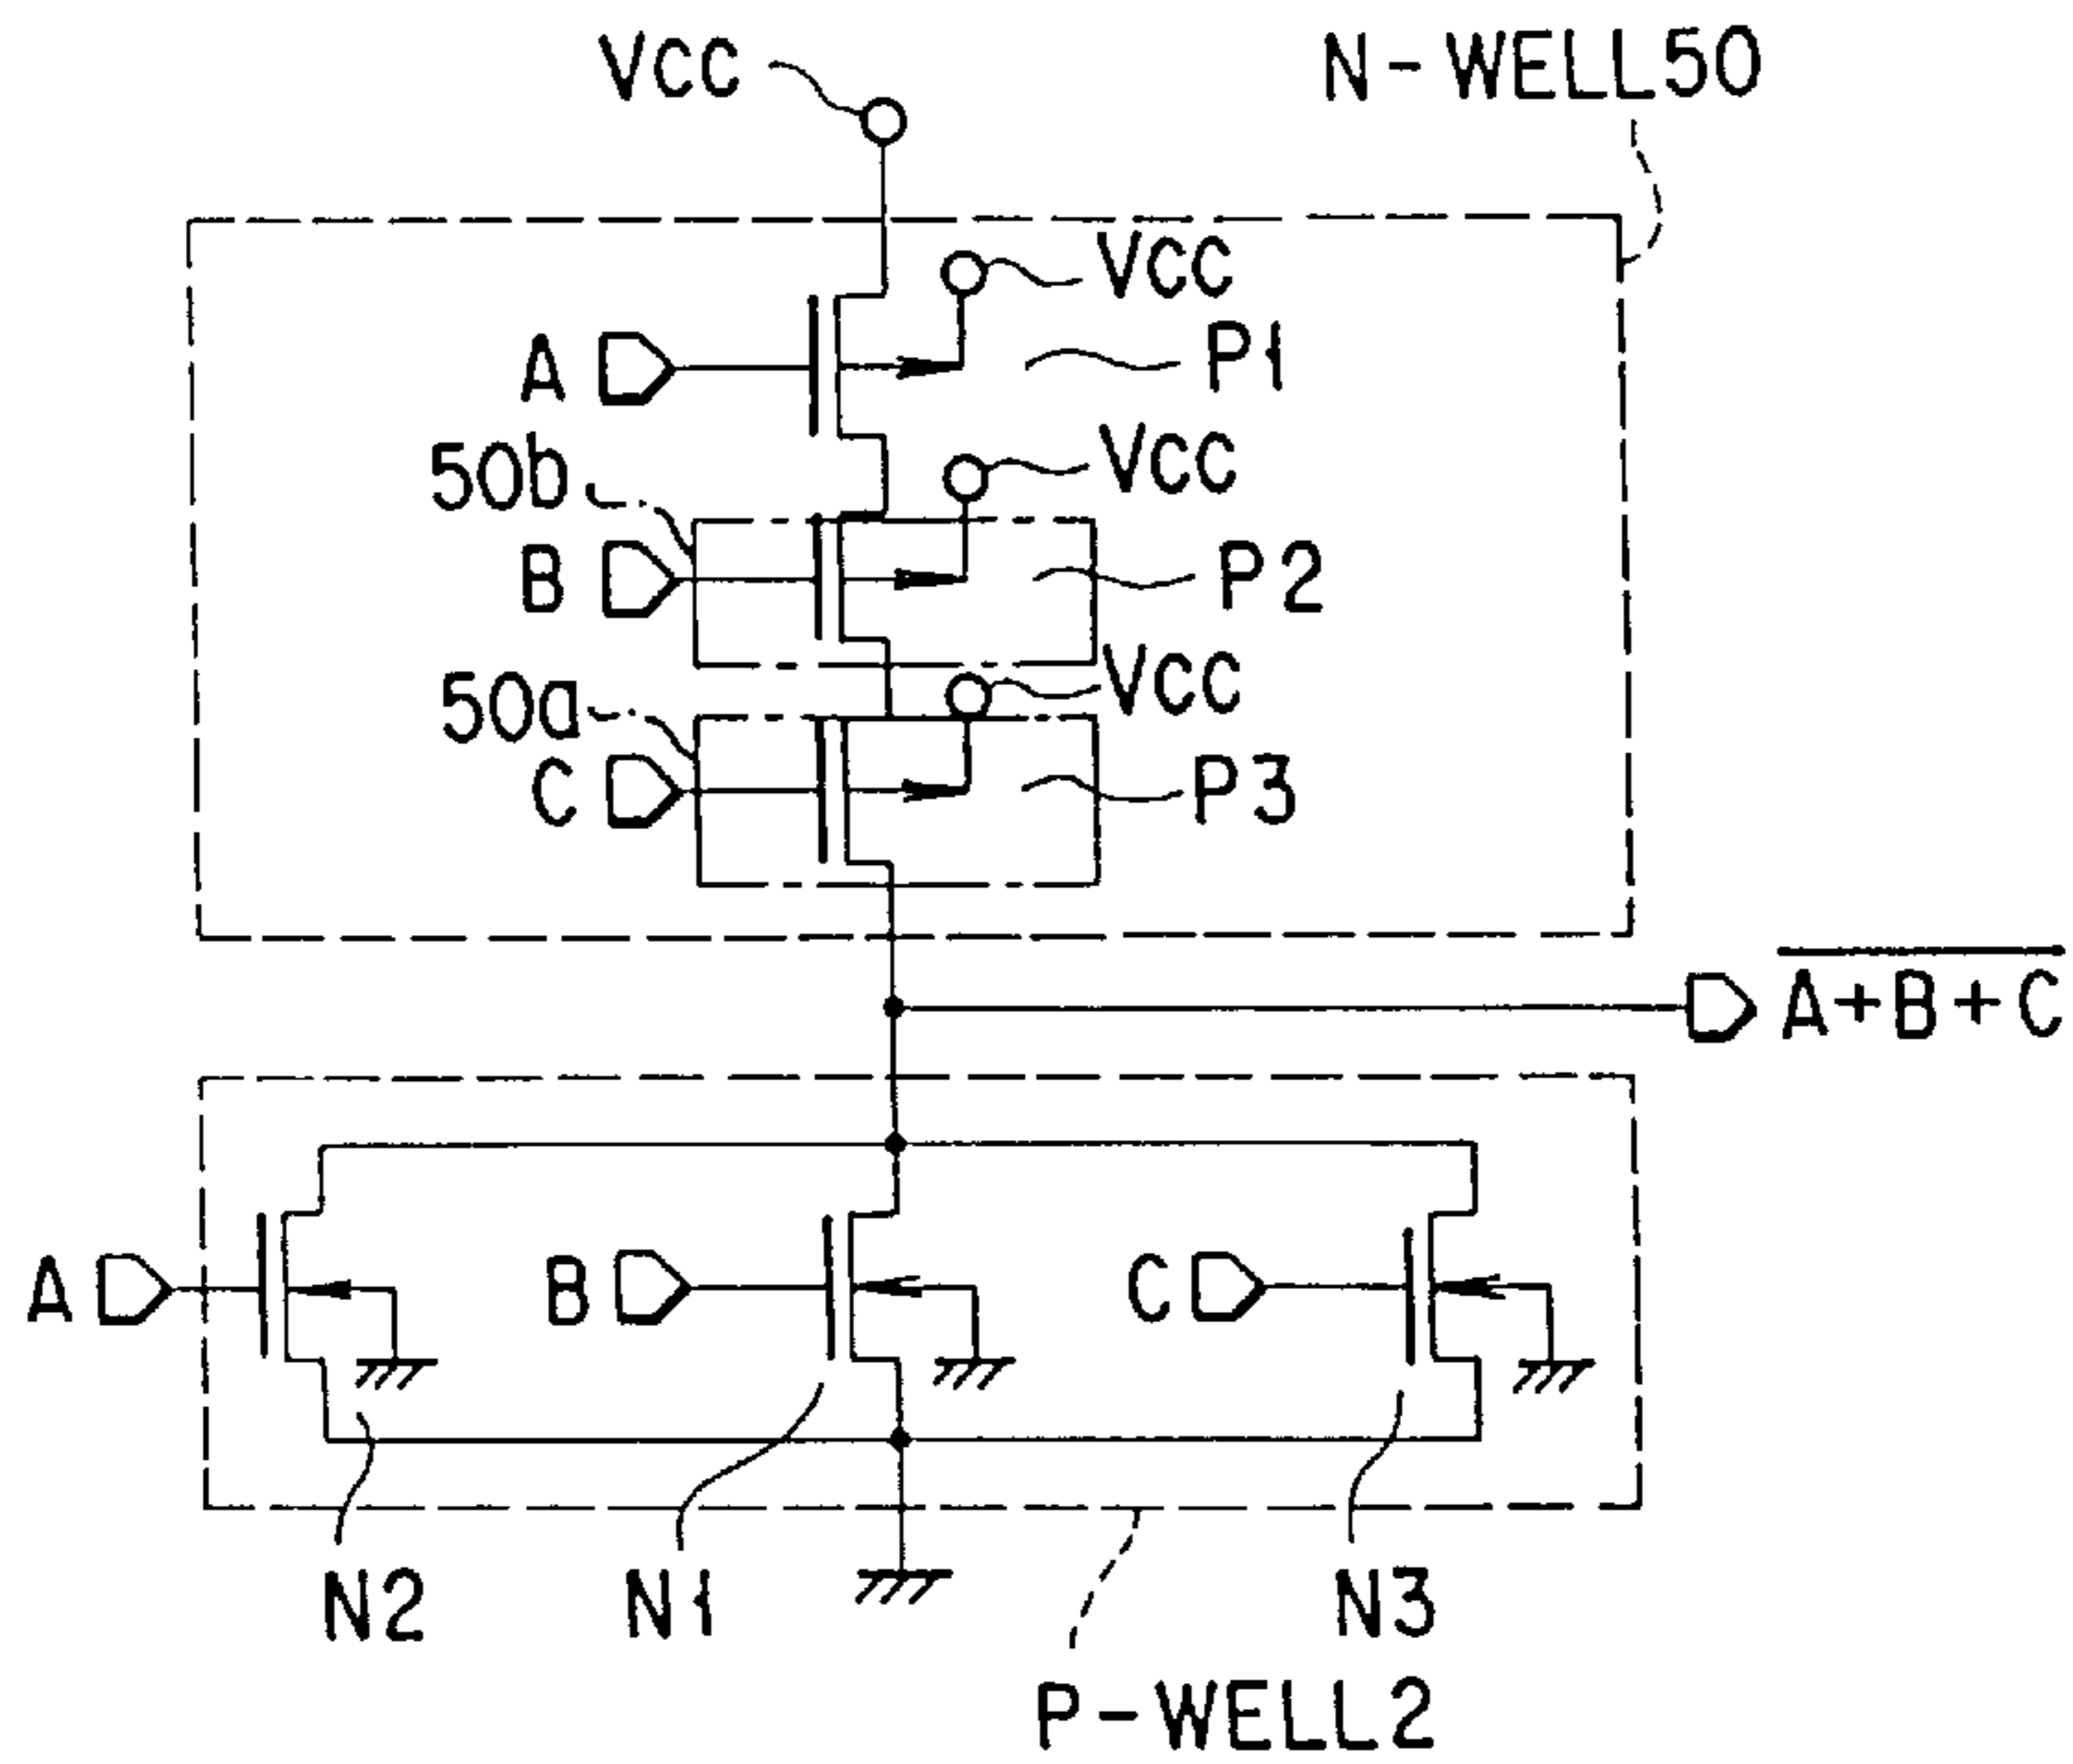 VCC
N-WELL50
VCC
A
P1
50b
VCC
B
P2
50a
VCC
C
P3
A+B+C
A
B
C
N2
N1
N3
P-WELL2